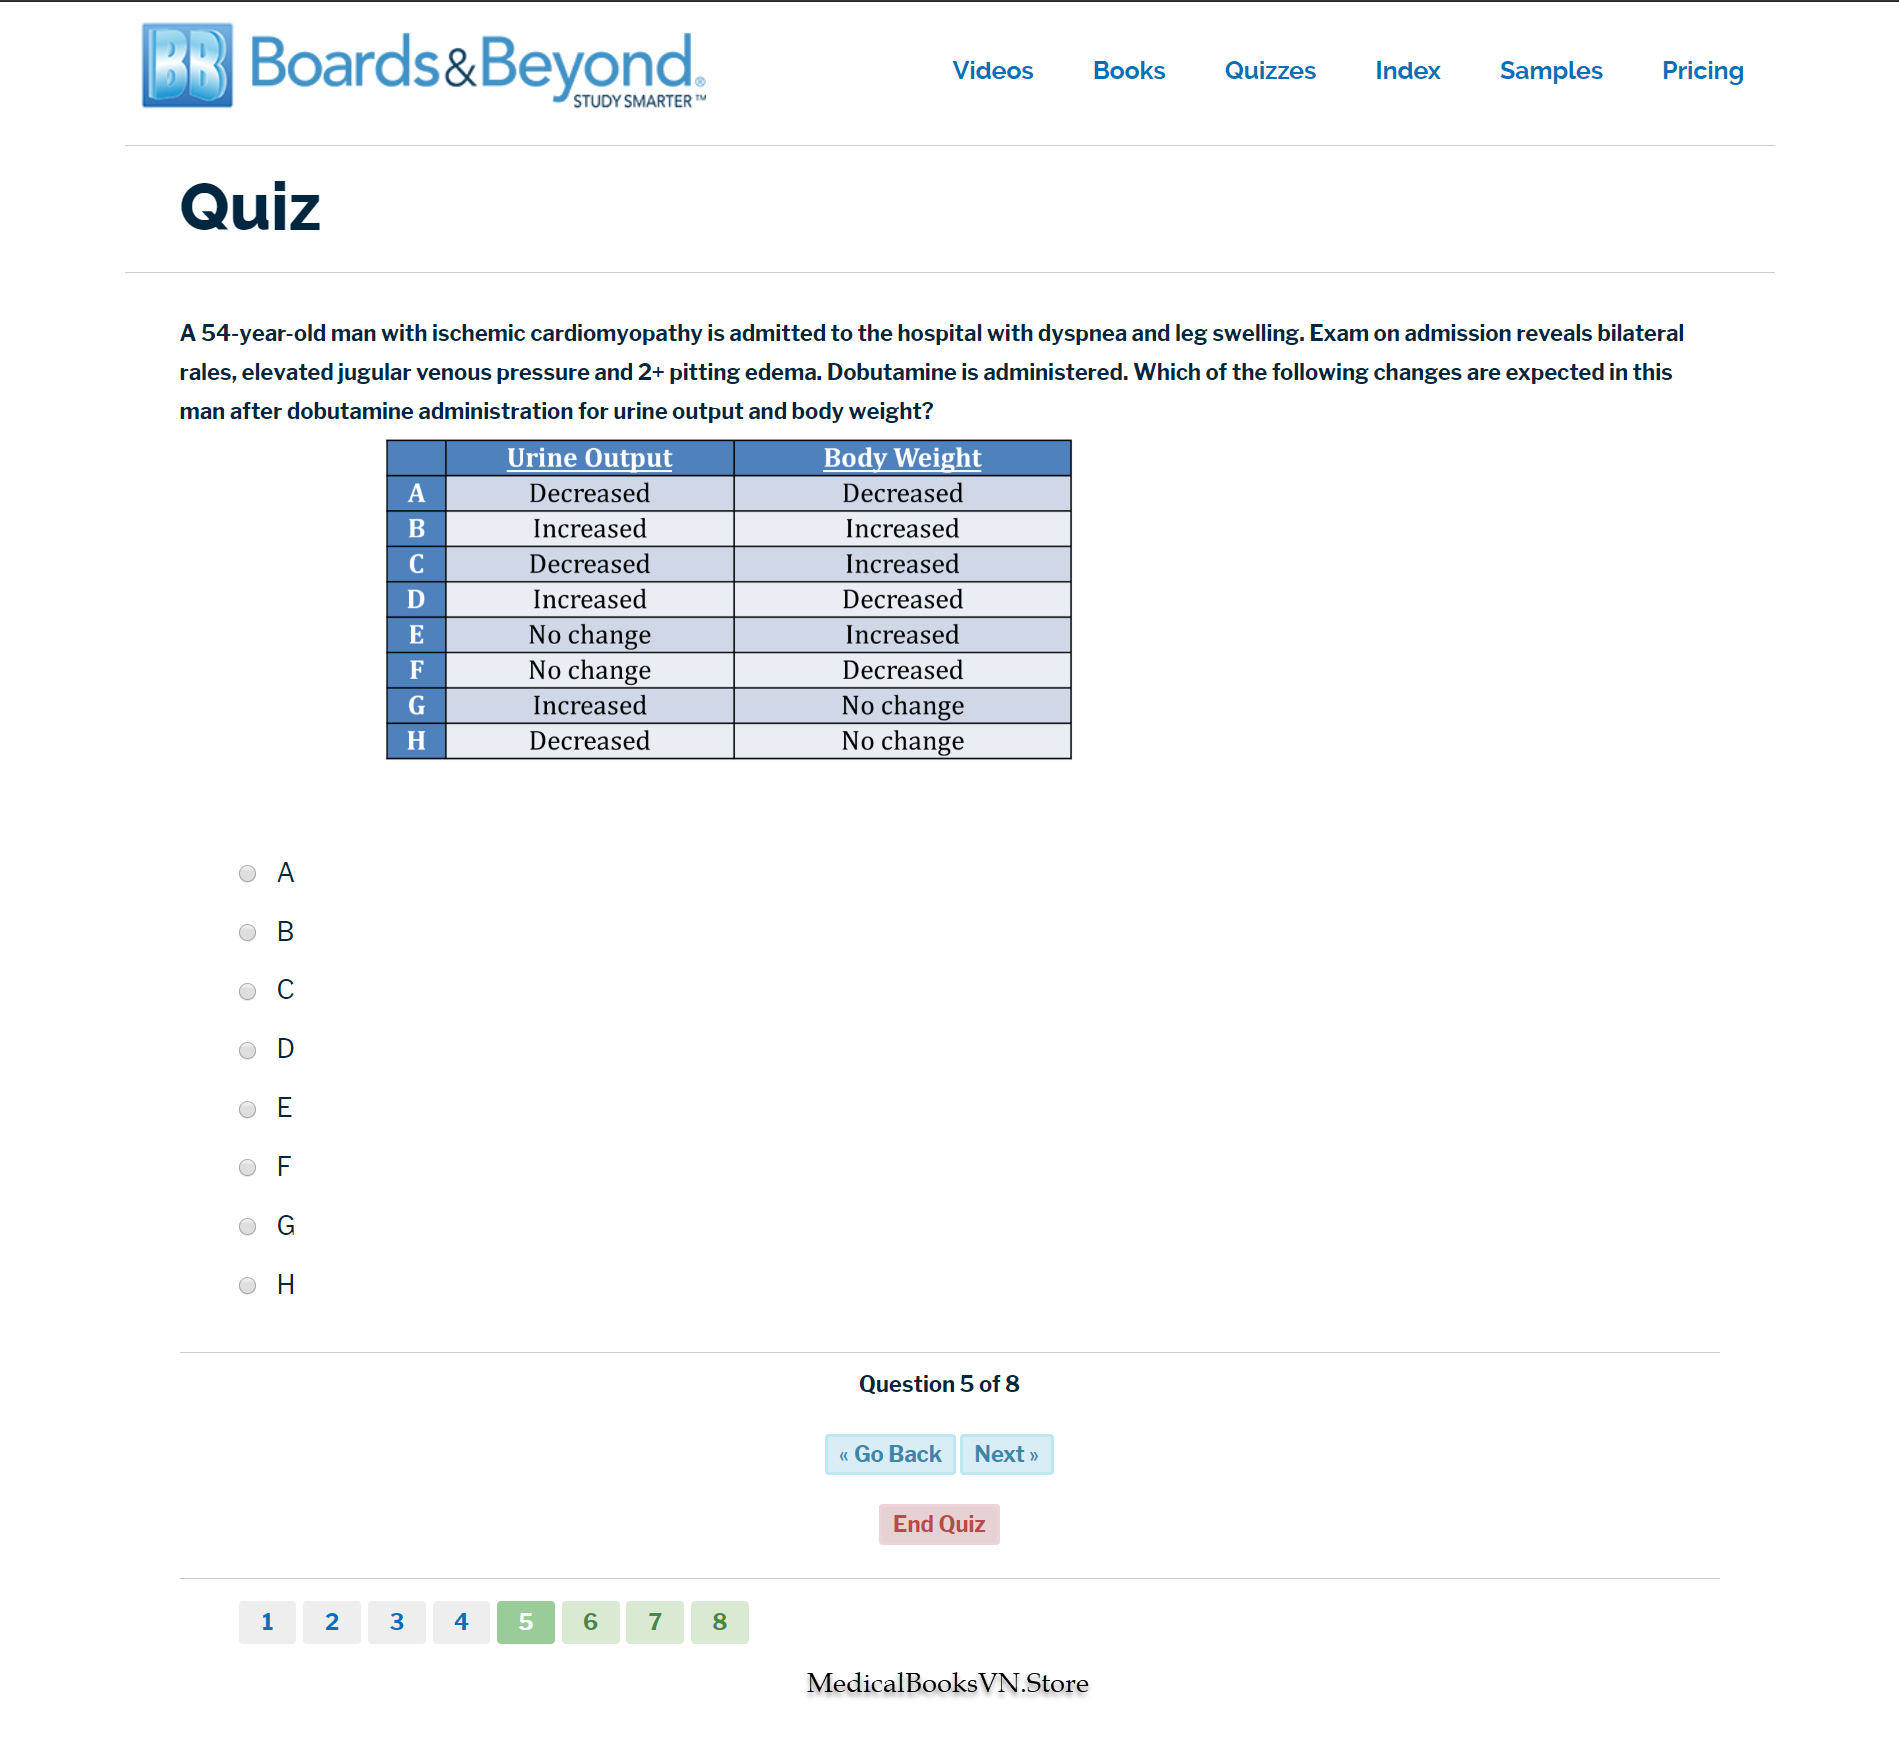 BB Boards&Beyond®
STUDY SMARTER™
Videos Books Quizzes Index Samples Pricing
Quiz
A 54-year-old man with ischemic cardiomyopathy is admitted to the hospital with dyspnea and leg swelling. Exam on admission reveals bilateral
rales, elevated jugular venous pressure and 2+ pitting edema. Dobutamine is administered. Which of the following changes are expected in this
man after dobutamine administration for urine output and body weight?
Urine Output Body Weight
A Decreased Decreased
B Increased Increased
C Decreased Increased
D Increased Decreased
E No change Increased
F No change Decreased
G Increased No change
H Decreased No change
A
B
C
D
E
F
G
H
Question 5 of 8
« Go Back Next »
End Quiz
1 2 3 4 5 6 7 8
MedicalBooksVN.Store